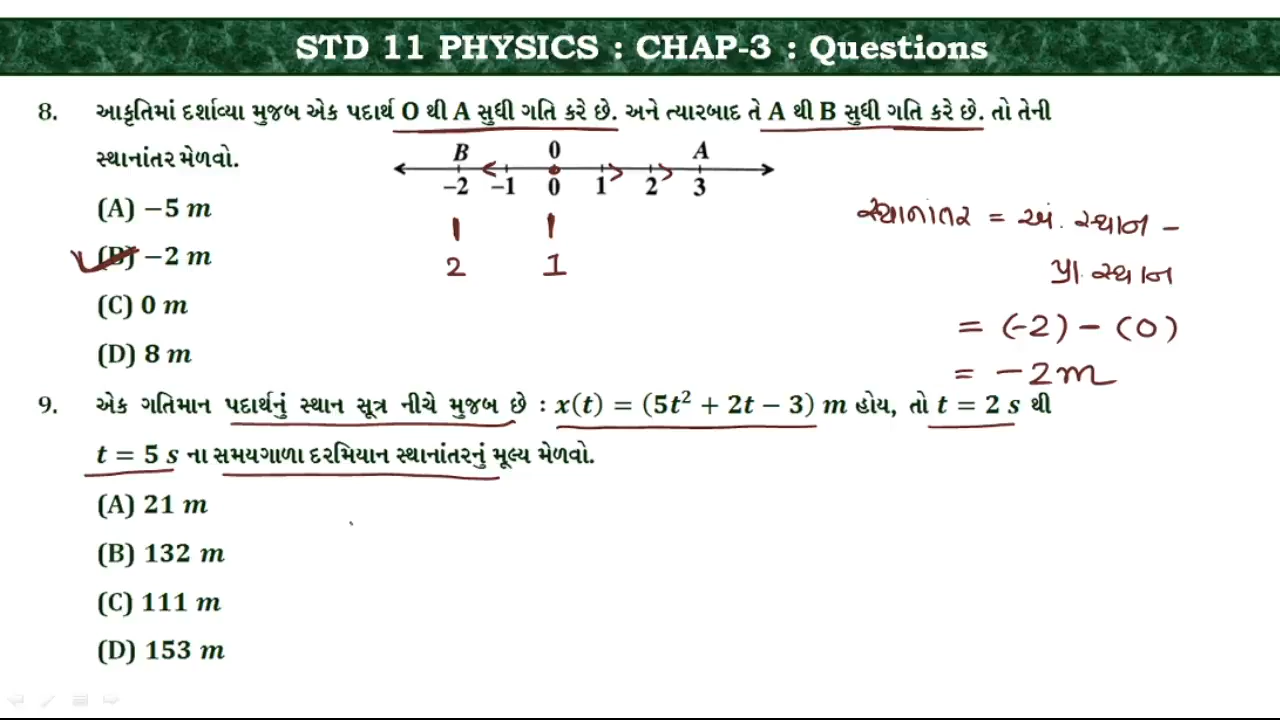 STD 11 PHYSICS : CHAP-3 : Questions
8. આકૃતિમાં દર્શાવ્યા મુજબ એક પદાર્થ O થી A સુધી ગતિ કરે છે. અને ત્યારબાદ તે A થી B સુધી ગતિ કરે છે. તો તેની
સ્થાનાંતર મેળવો.
B 0 A
−2 −1 0 1 2 3
(A) −5 m
(B) −2 m
(C) 0 m
(D) 8 m
2 1
સ્થાનાંતર = અં. સ્થાન −
પ્રા. સ્થાન
= (-2) − (0)
= −2m
9. એક ગતિમાન પદાર્થનું સ્થાન સૂત્ર નીચે મુજબ છે : x(t) = (5t² + 2t − 3) m હોય, તો t = 2 s થી
t = 5 s ના સમયગાળા દરમિયાન સ્થાનાંતરનું મૂલ્ય મેળવો.
(A) 21 m
(B) 132 m
(C) 111 m
(D) 153 m